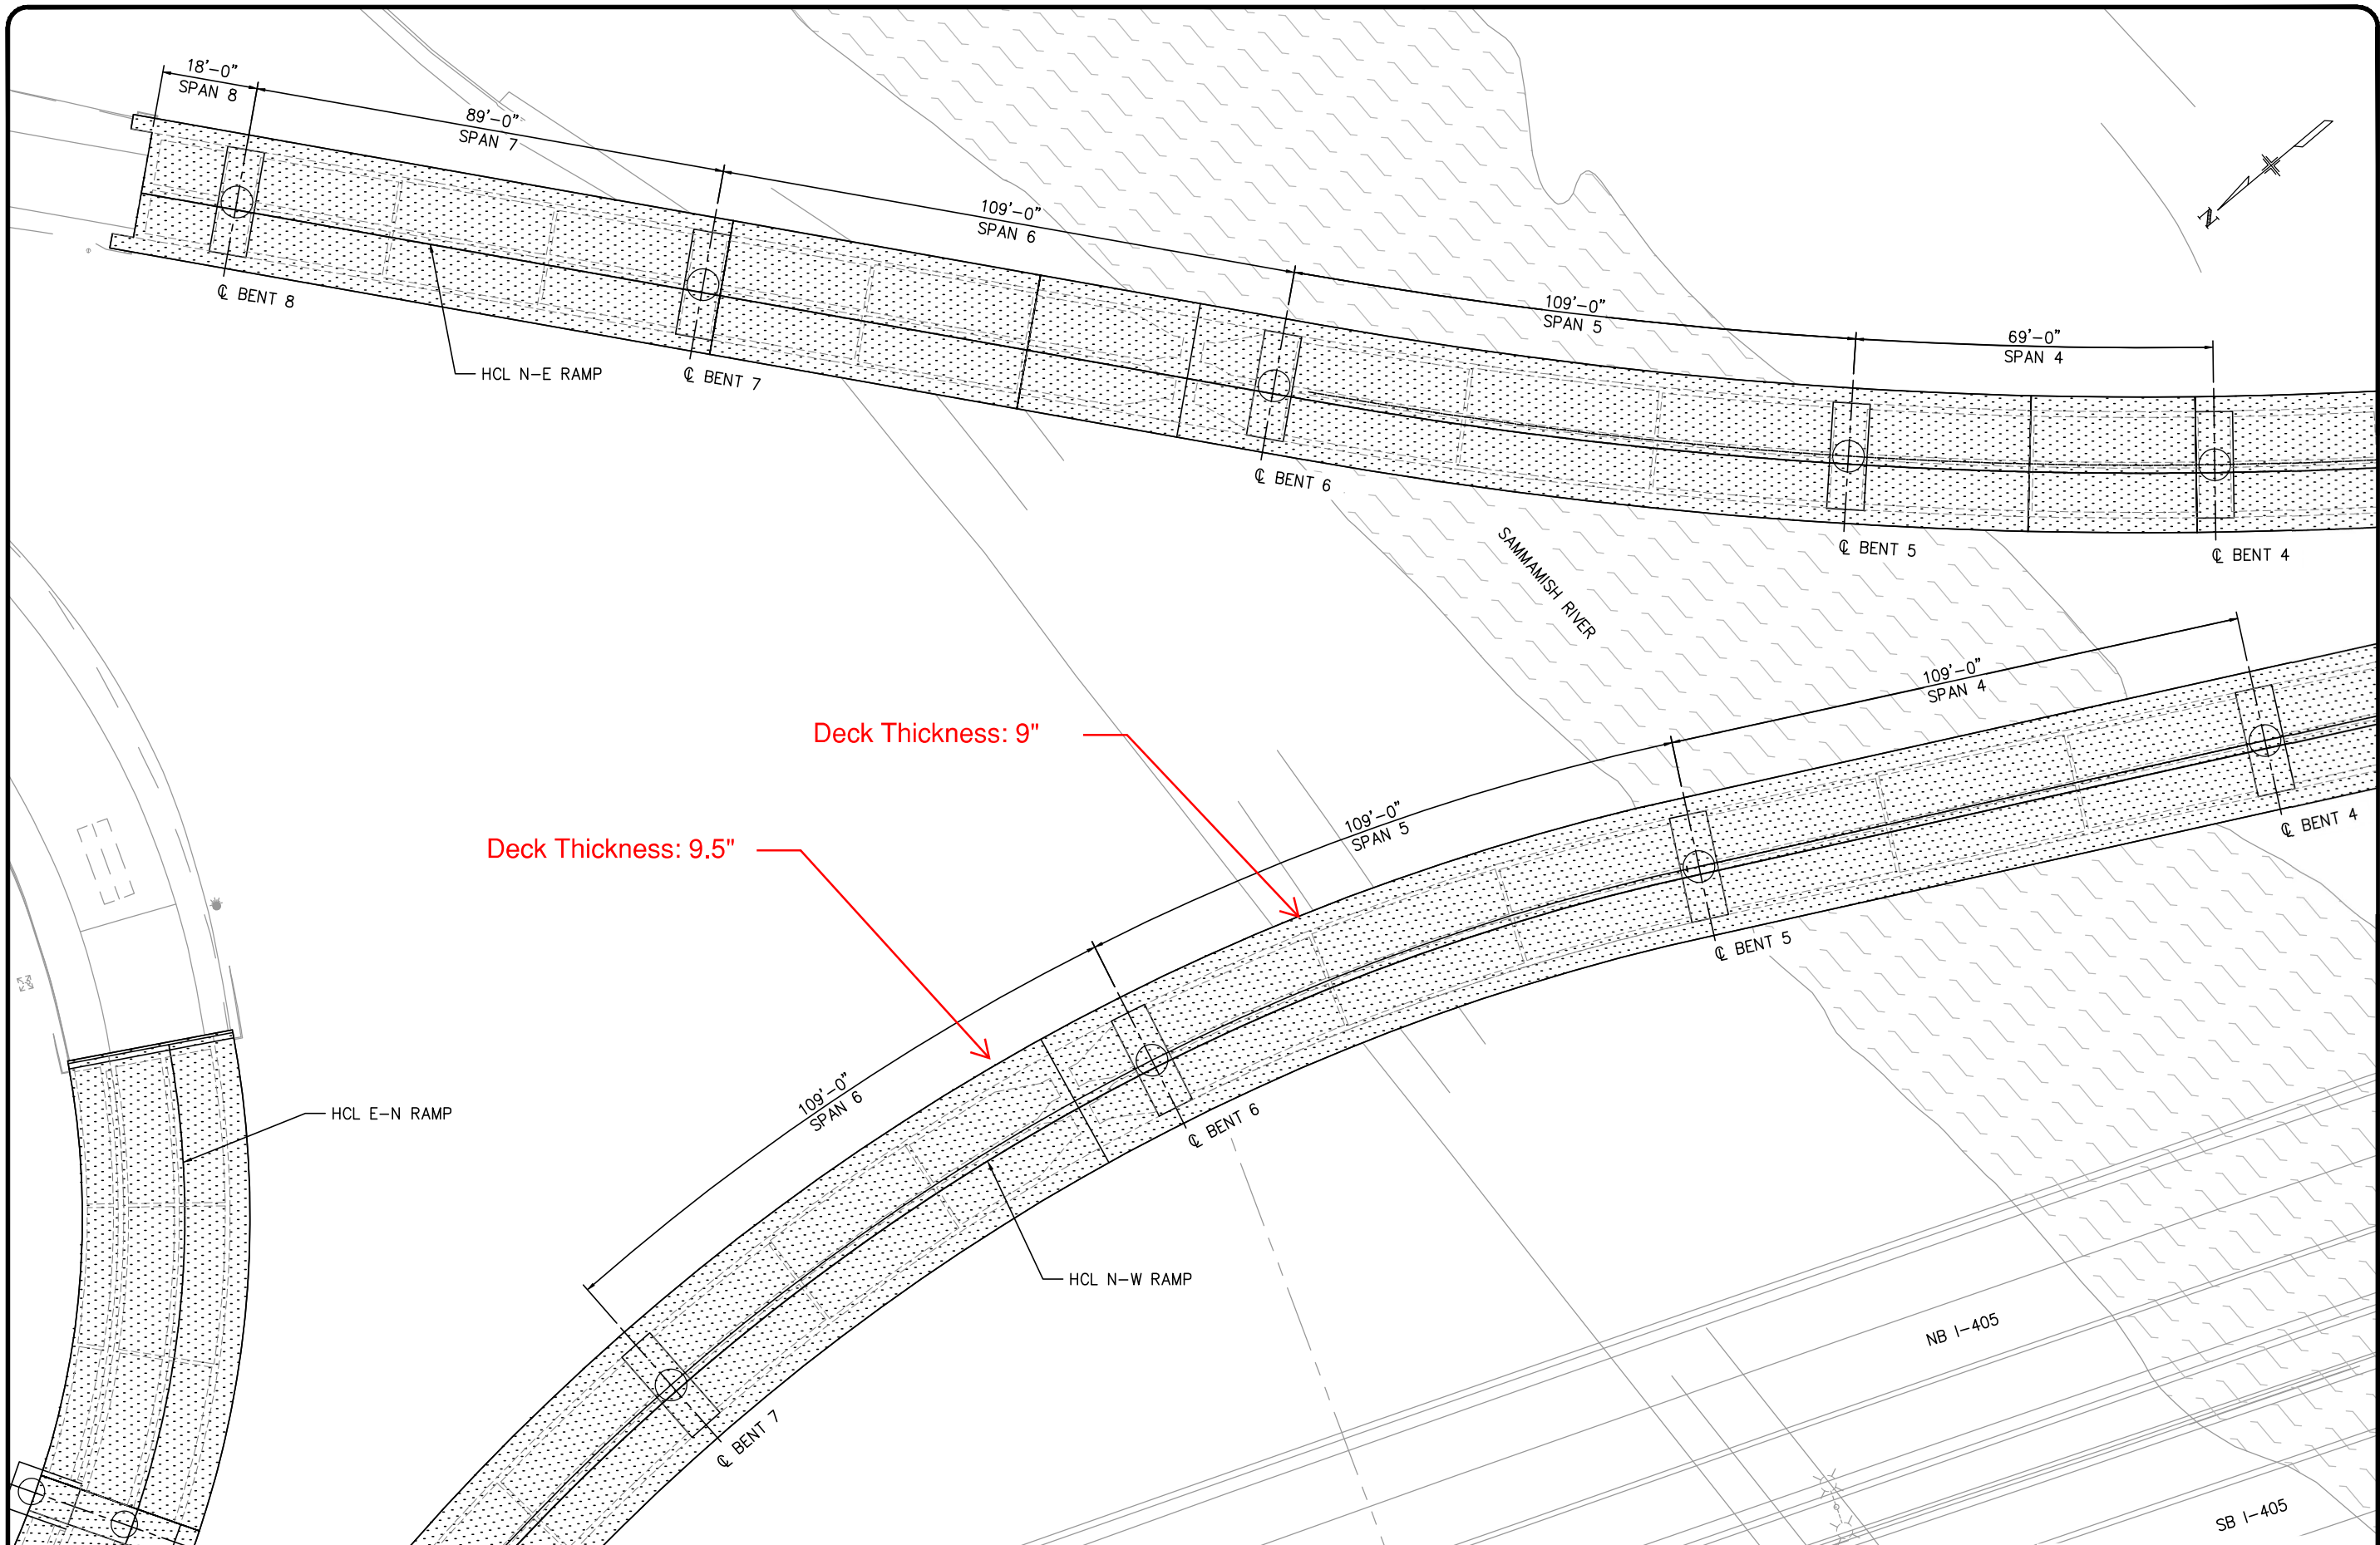 18'-0"
SPAN 8
89'-0"
SPAN 7
109'-0"
SPAN 6
109'-0"
SPAN 5
69'-0"
SPAN 4
N
℄ BENT 8
HCL N-E RAMP
℄ BENT 7
℄ BENT 6
℄ BENT 5
℄ BENT 4
SAMMAMISH RIVER
109'-0"
SPAN 4
Deck Thickness: 9"
109'-0"
SPAN 5
Deck Thickness: 9.5"
℄ BENT 4
℄ BENT 5
109'-0"
SPAN 6
℄ BENT 6
HCL E-N RAMP
HCL N-W RAMP
NB I-405
℄ BENT 7
SB I-405